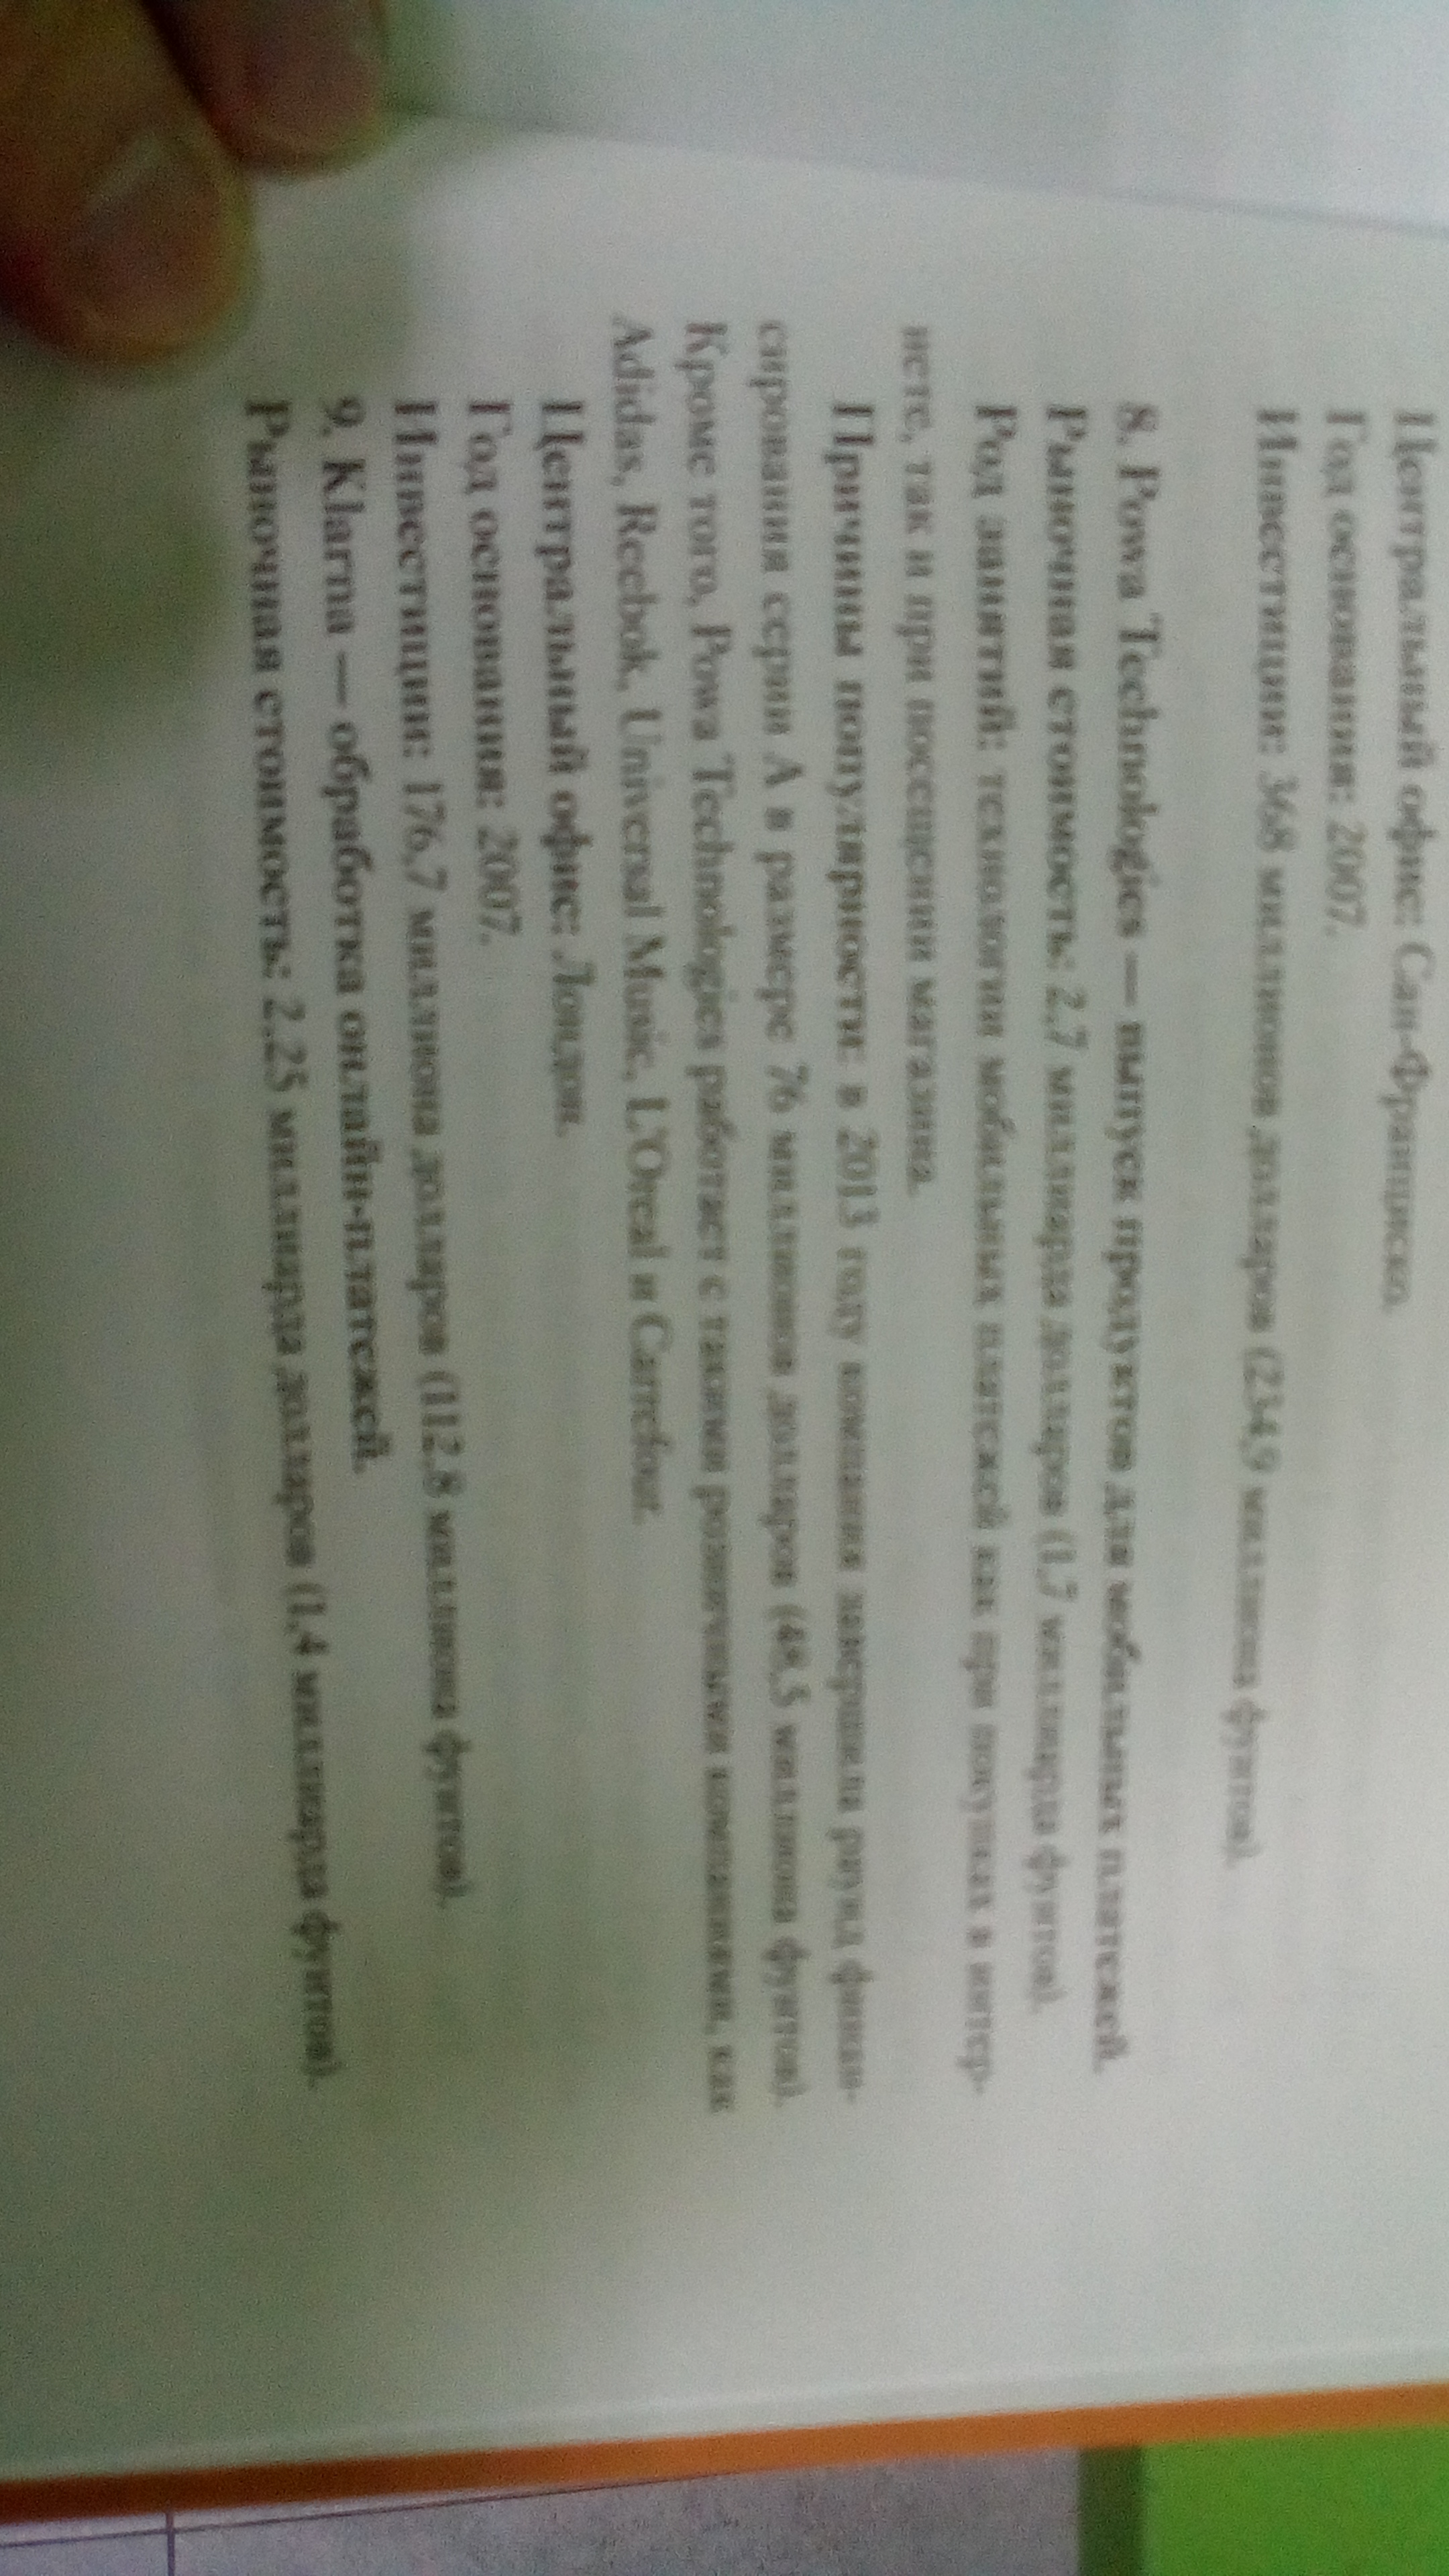 Центральный офис: Сан-Франциско.
Год основания: 2007.
Инвестиции: 368 миллионов долларов (234,9 миллиона фунтов).
8. Powa Technologies — выпуск продуктов для мобильных платежей.
Рыночная стоимость: 2,7 миллиарда долларов (1,7 миллиарда фунтов).
Род занятий: технологии мобильных платежей как при покупках в интер-
нете, так и при посещении магазина.
Причины популярности: в 2013 году компания завершила раунд финан-
сирования серии А в размере 76 миллионов долларов (48,5 миллиона фунтов).
Кроме того, Powa Technologies работает с такими розничными компаниями, как
Adidas, Reebok, Universal Music, L'Oreal и Carrefour.
Центральный офис: Лондон.
Год основания: 2007.
Инвестиции: 176,7 миллиона долларов (112,8 миллиона фунтов).
9. Klarna — обработка онлайн-платежей.
Рыночная стоимость: 2,25 миллиарда долларов (1,4 миллиарда фунтов).